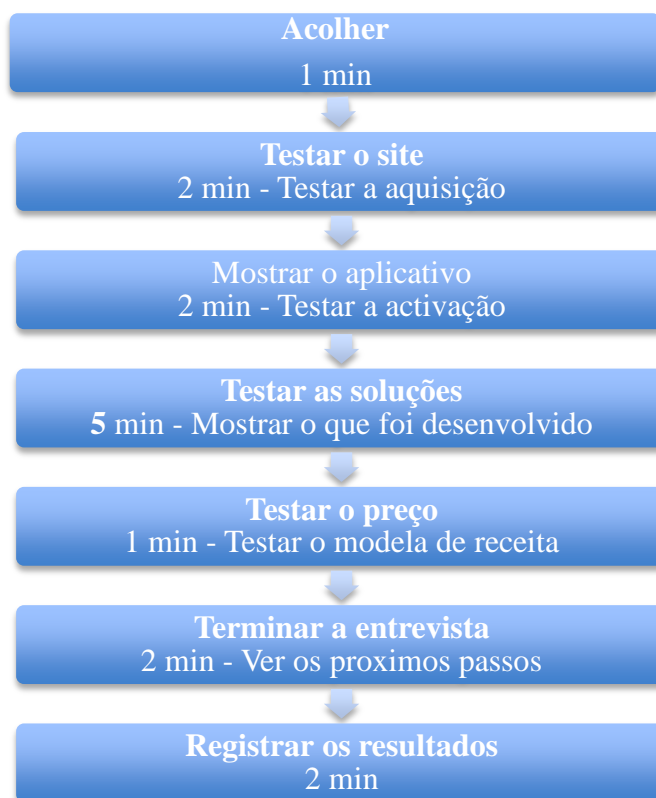 Acolher
1 min
Testar o site
2 min - Testar a aquisição
Mostrar o aplicativo
2 min - Testar a activação
Testar as soluções
5 min - Mostrar o que foi desenvolvido
Testar o preço
1 min - Testar o modela de receita
Terminar a entrevista
2 min - Ver os proximos passos
Registrar os resultados
2 min